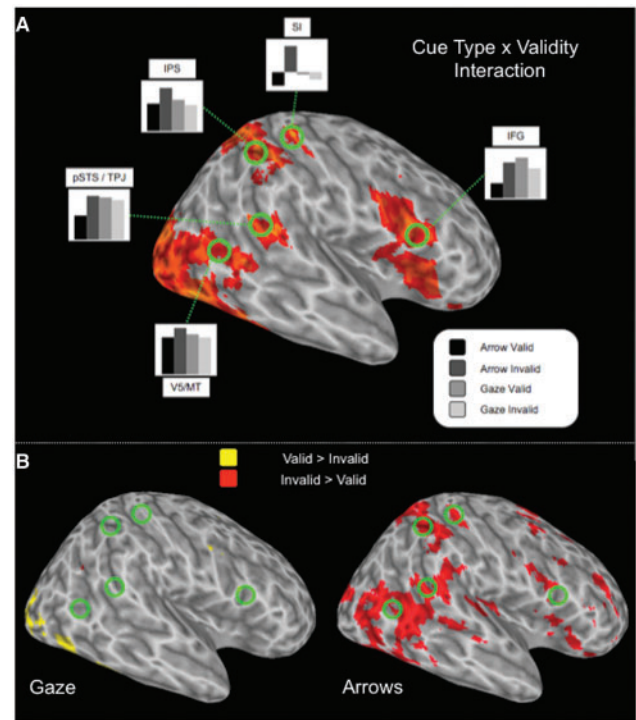 A
SI
Cue Type x Validity
Interaction
IPS
IFG
pSTS / TPJ
V5/MT
Arrow Valid
Arrow Invalid
Gaze Valid
Gaze Invalid
B
Valid > Invalid
Invalid > Valid
Gaze
Arrows